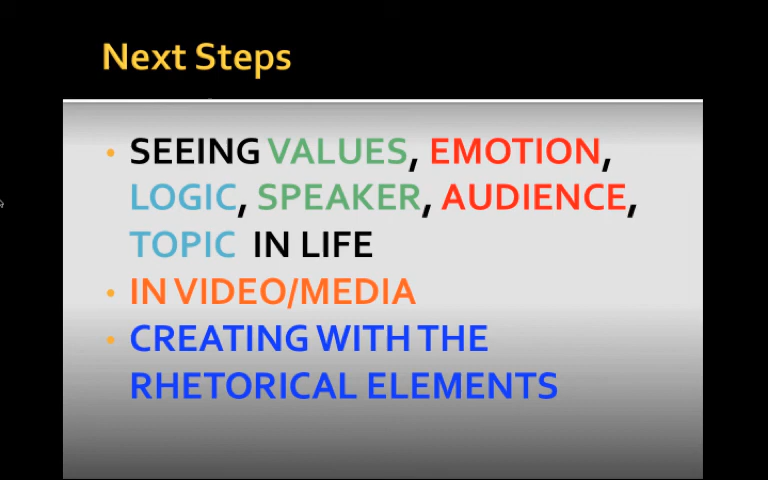 Next Steps
• SEEING VALUES, EMOTION,
LOGIC, SPEAKER, AUDIENCE,
TOPIC IN LIFE
• IN VIDEO/MEDIA
• CREATING WITH THE
RHETORICAL ELEMENTS